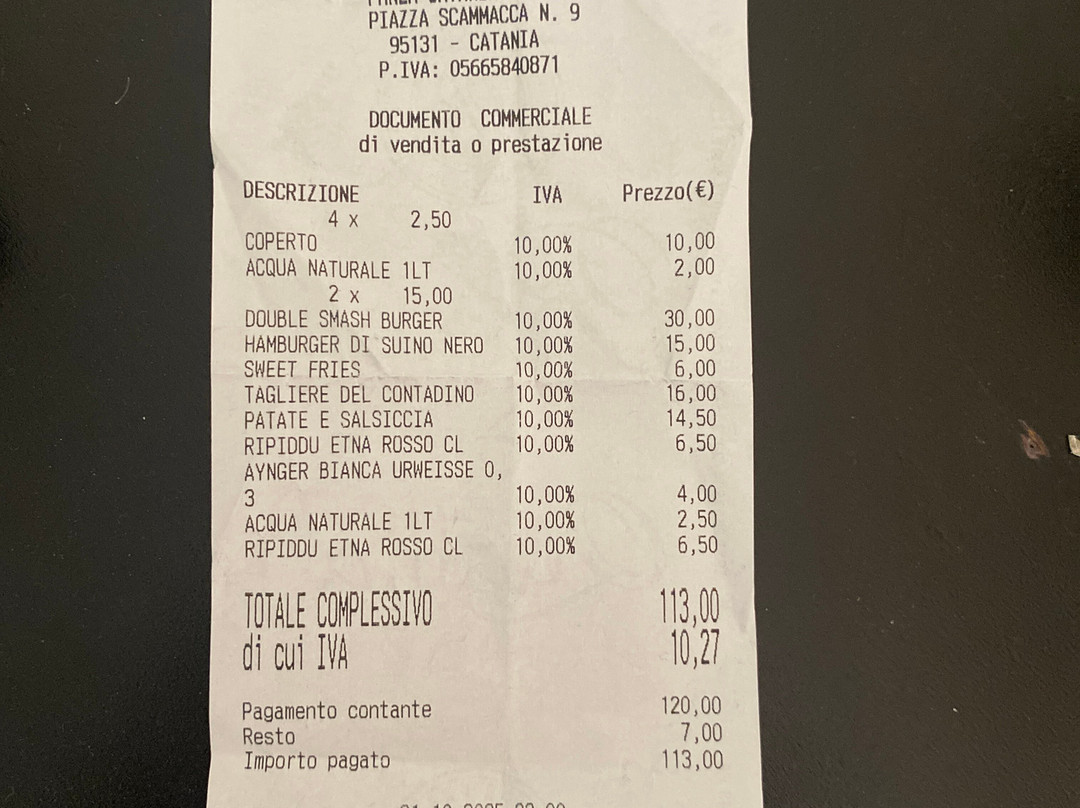 PIAZZA SCAMMACCA N. 9
95131 - CATANIA
P.IVA: 05665840871
DOCUMENTO COMMERCIALE
di vendita o prestazione
DESCRIZIONE IVA Prezzo(€)
4 x 2,50
COPERTO 10,00% 10,00
ACQUA NATURALE 1LT 10,00% 2,00
2 x 15,00
DOUBLE SMASH BURGER 10,00% 30,00
HAMBURGER DI SUINO NERO 10,00% 15,00
SWEET FRIES 10,00% 6,00
TAGLIERE DEL CONTADINO 10,00% 16,00
PATATE E SALSICCIA 10,00% 14,50
RIPIDDU ETNA ROSSO CL 10,00% 6,50
AYNGER BIANCA URWEISSE 0,
3 10,00% 4,00
ACQUA NATURALE 1LT 10,00% 2,50
RIPIDDU ETNA ROSSO CL 10,00% 6,50
TOTALE COMPLESSIVO 113,00
di cui IVA 10,27
Pagamento contante 120,00
Resto 7,00
Importo pagato 113,00